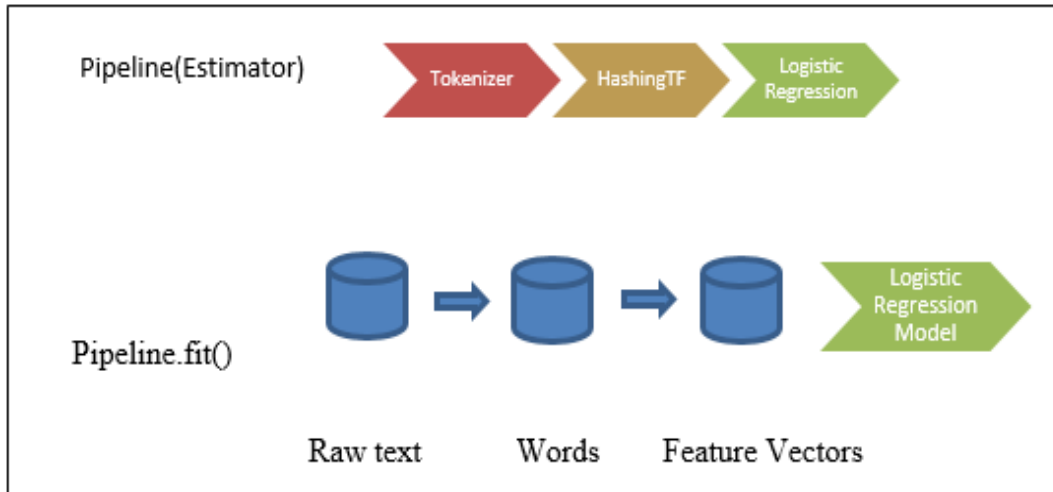 Pipeline(Estimator)
Tokenizer
HashingTF
Logistic
Regression
Logistic
Regression
Model
Pipeline.fit()
Raw text
Words
Feature Vectors